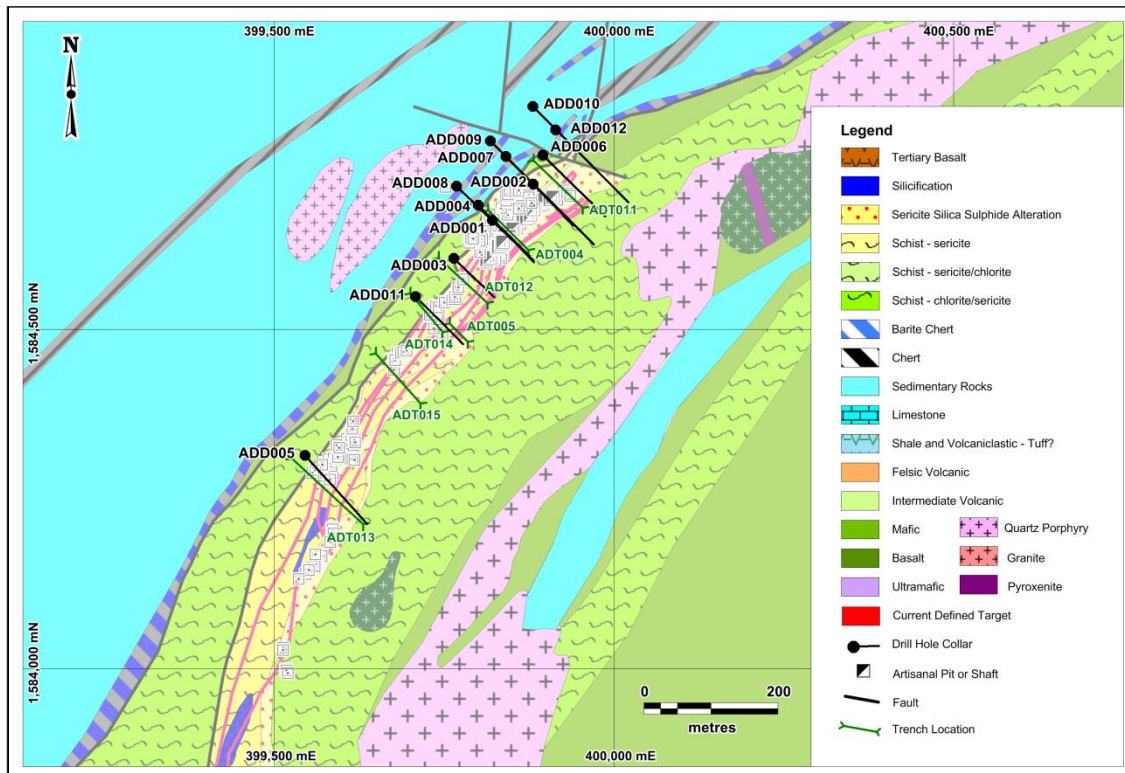 399,500 mE
400,000 mE
400,500 mE
N
ADD010
ADD012
ADD009
ADD006
ADD007
ADD008
ADD002
ADD004
ADT011
ADD001
ADT004
ADD003
ADT012
ADD011
ADT005
1,584,500 mN
ADT014
ADT015
ADD005
ADT013
1,584,000 mN
0 200
metres
399,500 mE
400,000 mE
Legend
Tertiary Basalt
Silicification
Sericite Silica Sulphide Alteration
Schist - sericite
Schist - sericite/chlorite
Schist - chlorite/sericite
Barite Chert
Chert
Sedimentary Rocks
Limestone
Shale and Volcaniclastic - Tuff?
Felsic Volcanic
Intermediate Volcanic
Mafic
Quartz Porphyry
Basalt
Granite
Ultramafic
Pyroxenite
Current Defined Target
Drill Hole Collar
Artisanal Pit or Shaft
Fault
Trench Location